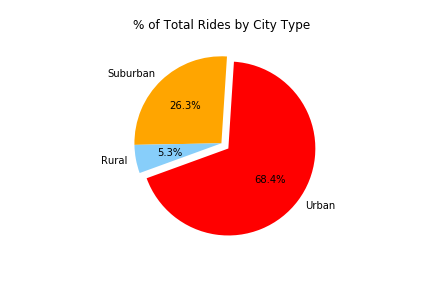 % of Total Rides by City Type
Suburban
26.3%
5.3%
Rural
68.4%
Urban